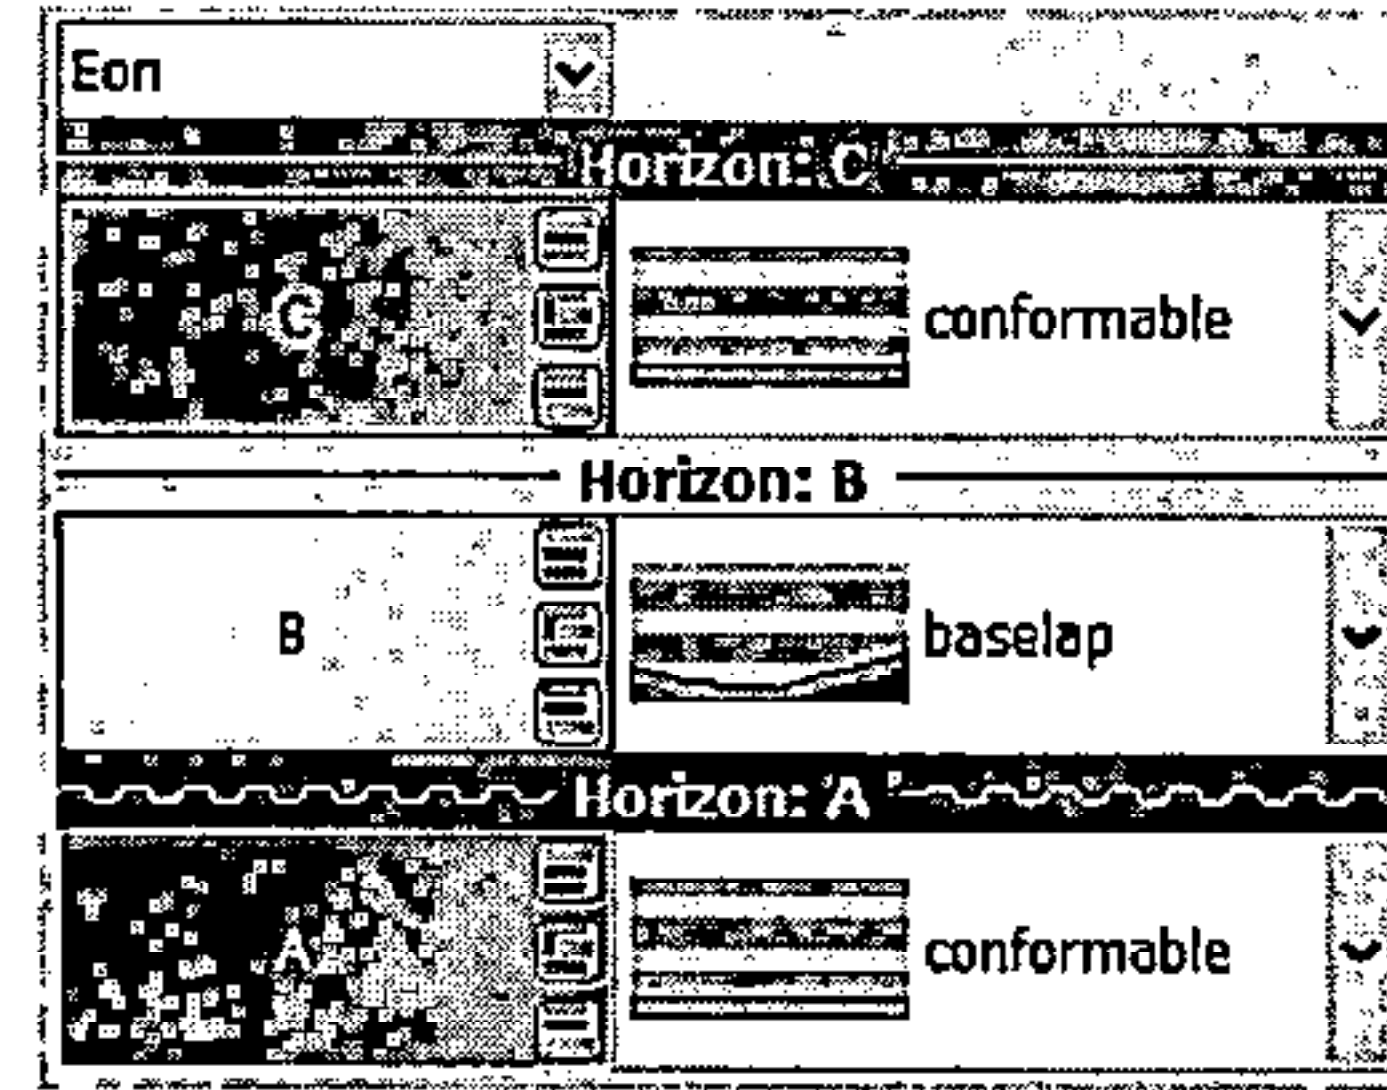 Eon
Horizon: C
C
conformable
Horizon: B
B
baselap
Horizon: A
A
conformable